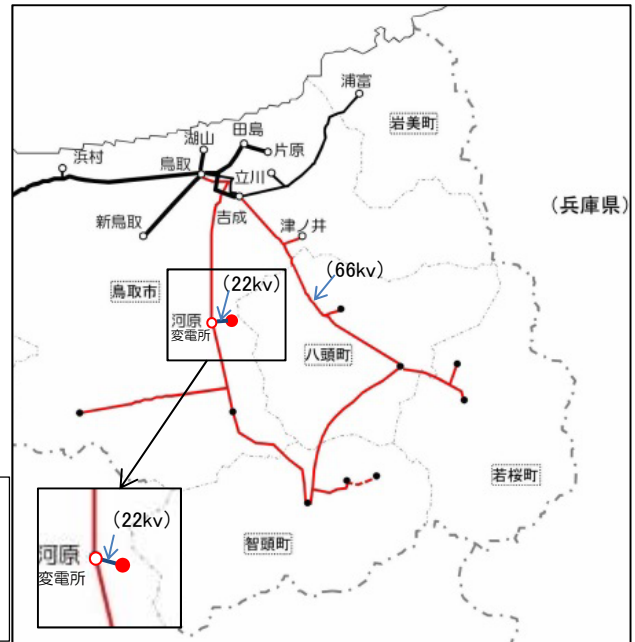 浦富
岩美町
田島
湖山
片原
浜村
鳥取
立川
(兵庫県)
新鳥取
吉成
津ノ井
(22kv)
(66kv)
鳥取市
河原
変電所
八頭町
若桜町
(22kv)
智頭町
河原
変電所